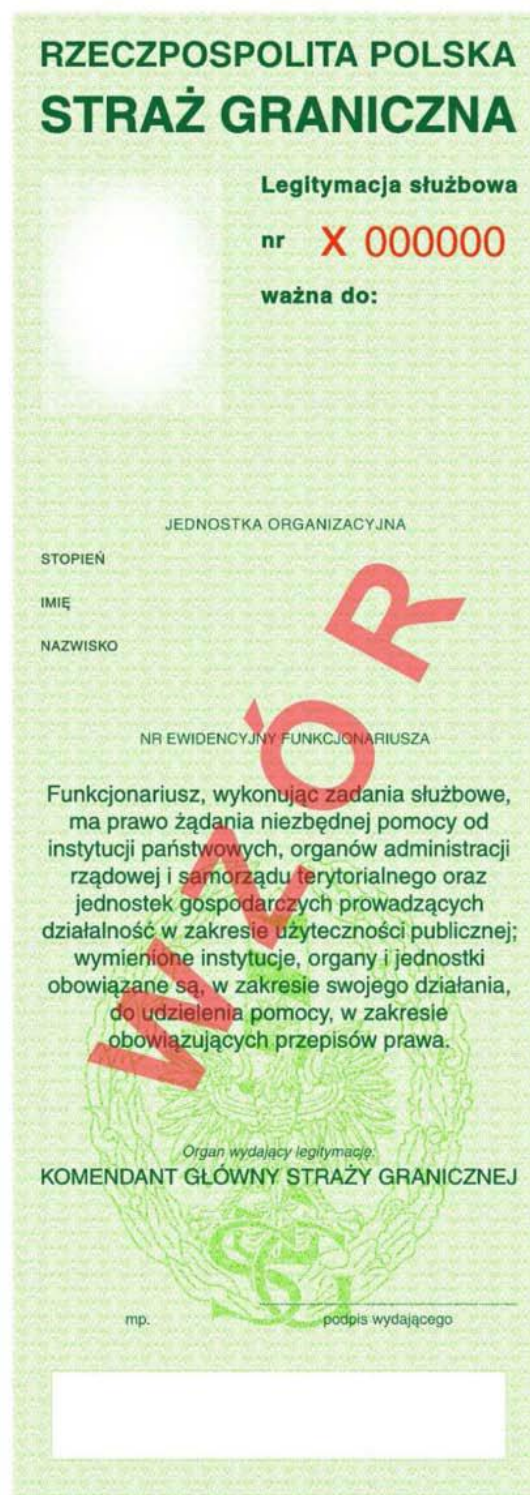 RZECZPOSPOLITA POLSKA
STRAŻ GRANICZNA
Legitymacja służbowa
nr X 000000
ważna do:
JEDNOSTKA ORGANIZACYJNA
STOPIEŃ
IMIĘ
NAZWISKO
NR EWIDENCYJNY FUNKCJONARIUSZA
Funkcjonariusz, wykonując zadania służbowe,
ma prawo żądania niezbędnej pomocy od
instytucji państwowych, organów administracji
rządowej i samorządu terytorialnego oraz
jednostek gospodarczych prowadzących
działalność w zakresie użyteczności publicznej;
wymienione instytucje, organy i jednostki
obowiązane są, w zakresie swojego działania,
do udzielenia pomocy, w zakresie
obowiązujących przepisów prawa.
WZÓR
Organ wydający legitymację:
KOMENDANT GŁÓWNY STRAŻY GRANICZNEJ
SG
mp. podpis wydającego